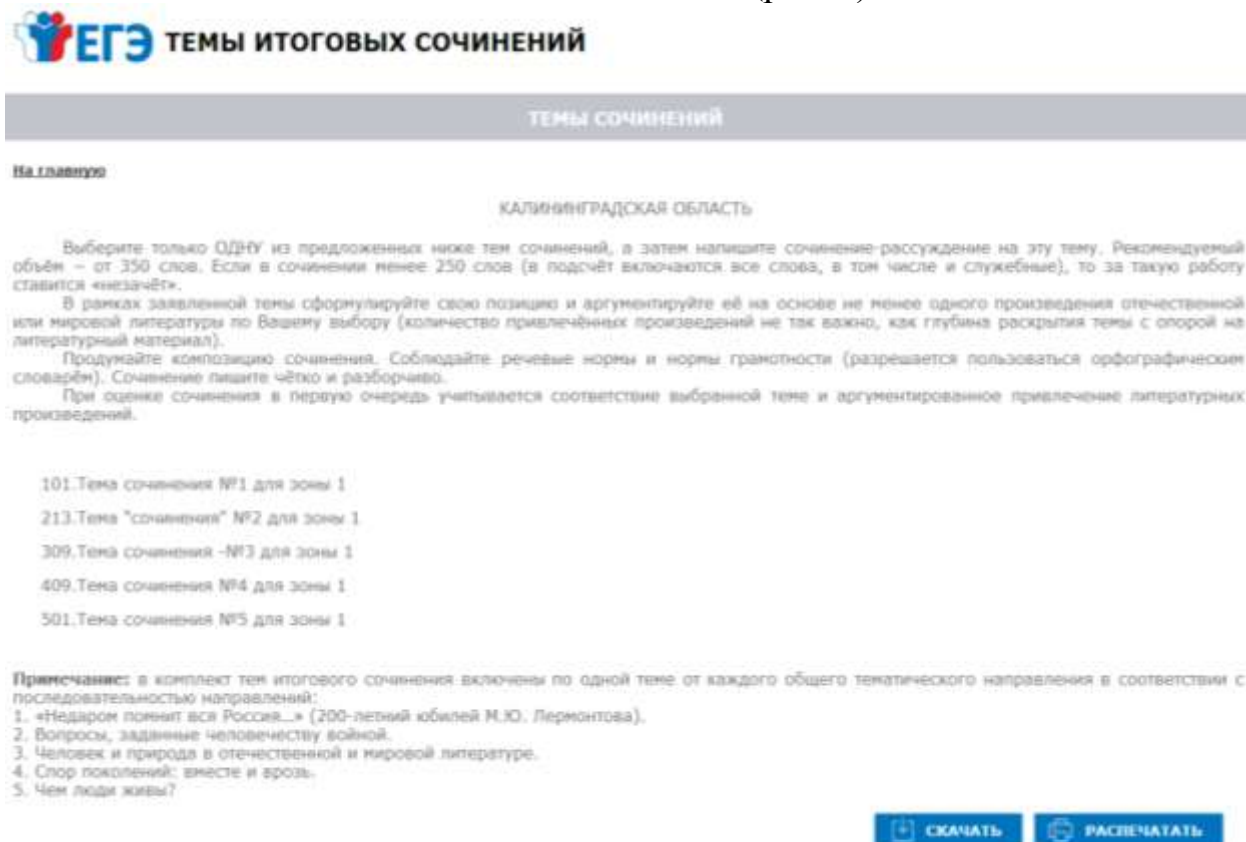 ЕГЭ ТЕМЫ ИТОГОВЫХ СОЧИНЕНИЙ
ТЕМЫ СОЧИНЕНИЙ
На главную
КАЛИНИНГРАДСКАЯ ОБЛАСТЬ
Выберите только ОДНУ из предложенных ниже тем сочинений, а затем напишите сочинение-рассуждение на эту тему. Рекомендуемый
объём – от 350 слов. Если в сочинении менее 250 слов (в подсчёт включаются все слова, в том числе и служебные), то за такую работу
ставится «незачёт».
В рамках заявленной темы сформулируйте свою позицию и аргументируйте её на основе не менее одного произведения отечественной
или мировой литературы по Вашему выбору (количество привлечённых произведений не так важно, как глубина раскрытия темы с опорой на
литературный материал).
Продумайте композицию сочинения. Соблюдайте речевые нормы и нормы грамотности (разрешается пользоваться орфографическим
словарём). Сочинение пишите чётко и разборчиво.
При оценке сочинения в первую очередь учитывается соответствие выбранной теме и аргументированное привлечение литературных
произведений.
101.Тема сочинения №1 для зоны 1
213.Тема "сочинения" №2 для зоны 1
309.Тема сочинения -№3 для зоны 1
409.Тема сочинения №4 для зоны 1
501.Тема сочинения №5 для зоны 1
Примечание: в комплект тем итогового сочинения включены по одной теме от каждого общего тематического направления в соответствии с
последовательностью направлений:
1. «Недаром помнит вся Россия…» (200-летний юбилей М.Ю. Лермонтова).
2. Вопросы, заданные человечеству войной.
3. Человек и природа в отечественной и мировой литературе.
4. Спор поколений: вместе и врозь.
5. Чем люди живы?
СКАЧАТЬ РАСПЕЧАТАТЬ